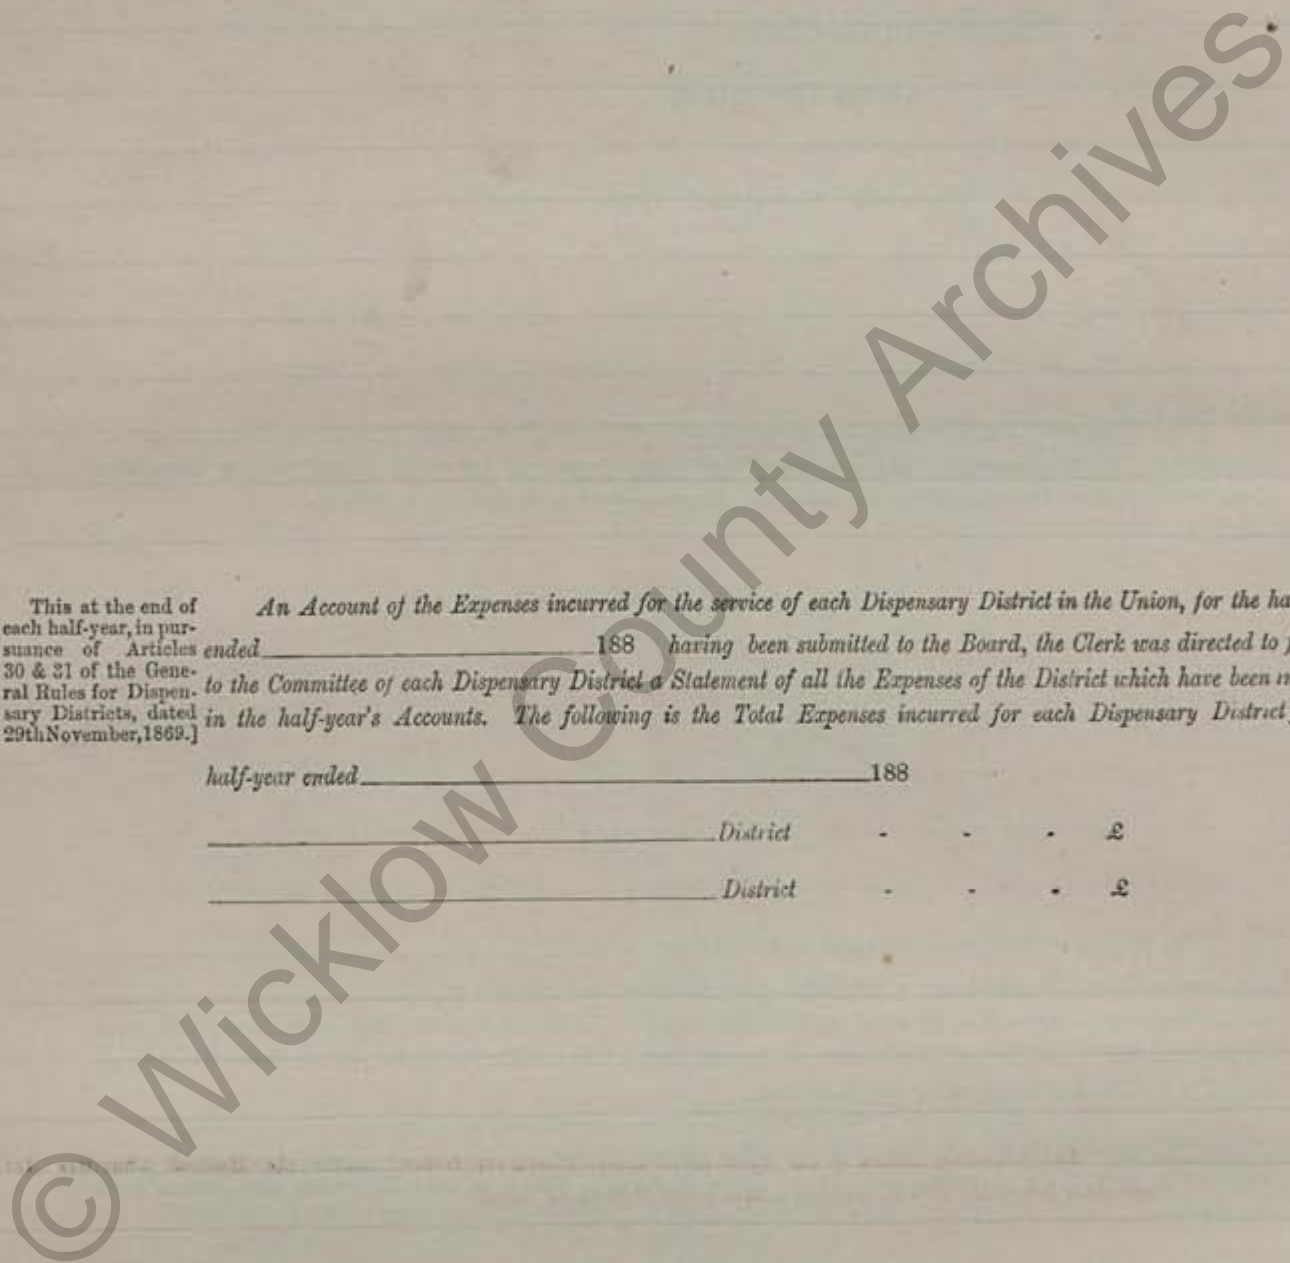 This at the end of
each half-year, in pur-
suance of Articles
30 & 31 of the Gene-
ral Rules for Dispen-
sary Districts, dated
29th November, 1869.]
An Account of the Expenses incurred for the service of each Dispensary District in the Union, for the ha
ended 188 having been submitted to the Board, the Clerk was directed to
to the Committee of each Dispensary District a Statement of all the Expenses of the District which have been
in the half-year's Accounts. The following is the Total Expenses incurred for each Dispensary District
half-year ended 188
District - - - £
District - - - £
© Wicklow County Archives